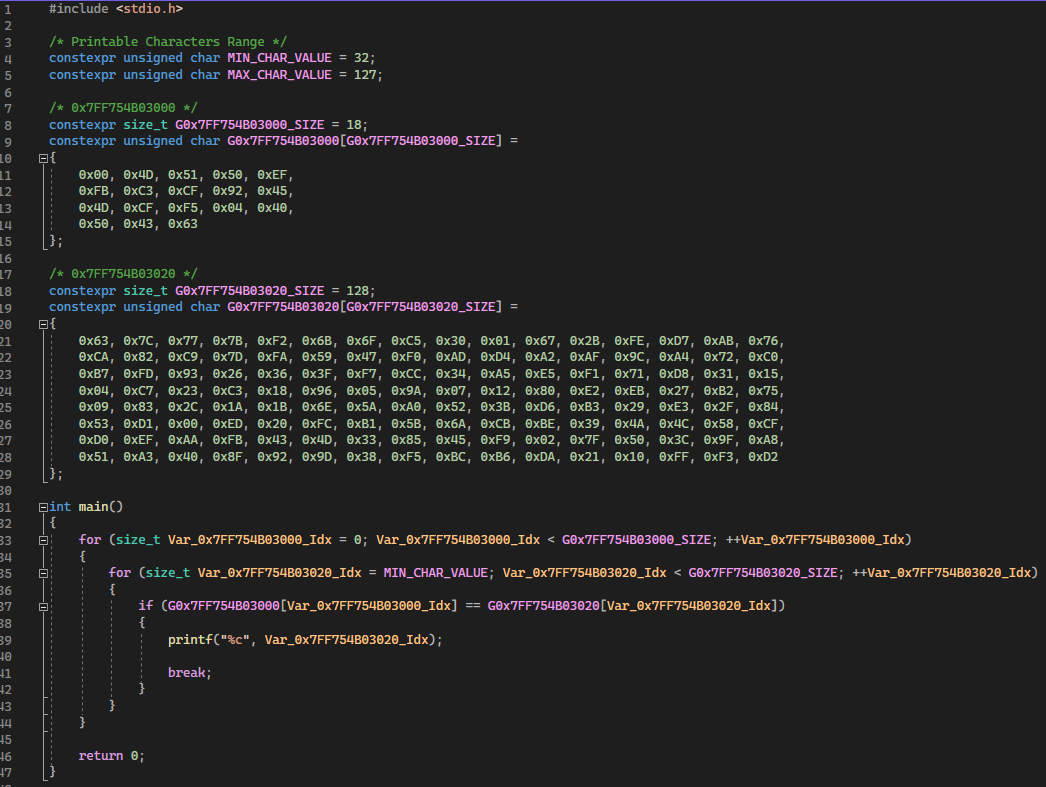 1 #include <stdio.h>
2
3 /* Printable Characters Range */
4 constexpr unsigned char MIN_CHAR_VALUE = 32;
5 constexpr unsigned char MAX_CHAR_VALUE = 127;
6
7 /* 0x7FF754B03000 */
8 constexpr size_t G0x7FF754B03000_SIZE = 18;
9 constexpr unsigned char G0x7FF754B03000[G0x7FF754B03000_SIZE] =
10 {
11 0x00, 0x4D, 0x51, 0x50, 0xEF,
12 0xFB, 0xC3, 0xCF, 0x92, 0x45,
13 0x4D, 0xCF, 0xF5, 0x04, 0x40,
14 0x50, 0x43, 0x63
15 };
16
17 /* 0x7FF754B03020 */
18 constexpr size_t G0x7FF754B03020_SIZE = 128;
19 constexpr unsigned char G0x7FF754B03020[G0x7FF754B03020_SIZE] =
20 {
21 0x63, 0x7C, 0x77, 0x7B, 0xF2, 0x6B, 0x6F, 0xC5, 0x30, 0x01, 0x67, 0x2B, 0xFE, 0xD7, 0xAB, 0x76,
22 0xCA, 0x82, 0xC9, 0x7D, 0xFA, 0x59, 0x47, 0xF0, 0xAD, 0xD4, 0xA2, 0xAF, 0x9C, 0xA4, 0x72, 0xC0,
23 0xB7, 0xFD, 0x93, 0x26, 0x36, 0x3F, 0xF7, 0xCC, 0x34, 0xA5, 0xE5, 0xF1, 0x71, 0xD8, 0x31, 0x15,
24 0x04, 0xC7, 0x23, 0xC3, 0x18, 0x96, 0x05, 0x9A, 0x07, 0x12, 0x80, 0xE2, 0xEB, 0x27, 0xB2, 0x75,
25 0x09, 0x83, 0x2C, 0x1A, 0x1B, 0x6E, 0x5A, 0xA0, 0x52, 0x3B, 0xD6, 0xB3, 0x29, 0xE3, 0x2F, 0x84,
26 0x53, 0xD1, 0x00, 0xED, 0x20, 0xFC, 0xB1, 0x5B, 0x6A, 0xCB, 0xBE, 0x39, 0x4A, 0x4C, 0x58, 0xCF,
27 0xD0, 0xEF, 0xAA, 0xFB, 0x43, 0x4D, 0x33, 0x85, 0x45, 0xF9, 0x02, 0x7F, 0x50, 0x3C, 0x9F, 0xA8,
28 0x51, 0xA3, 0x40, 0x8F, 0x92, 0x9D, 0x38, 0xF5, 0xBC, 0xB6, 0xDA, 0x21, 0x10, 0xFF, 0xF3, 0xD2
29 };
30
31 int main()
32 {
33 for (size_t Var_0x7FF754B03000_Idx = 0; Var_0x7FF754B03000_Idx < G0x7FF754B03000_SIZE; ++Var_0x7FF754B03000_Idx)
34 {
35 for (size_t Var_0x7FF754B03020_Idx = MIN_CHAR_VALUE; Var_0x7FF754B03020_Idx < G0x7FF754B03020_SIZE; ++Var_0x7FF754B03020_Idx)
36 {
37 if (G0x7FF754B03000[Var_0x7FF754B03000_Idx] == G0x7FF754B03020[Var_0x7FF754B03020_Idx])
38 {
39 printf("%c", Var_0x7FF754B03020_Idx);
40
41 break;
42 }
43 }
44 }
45
46 return 0;
47 }